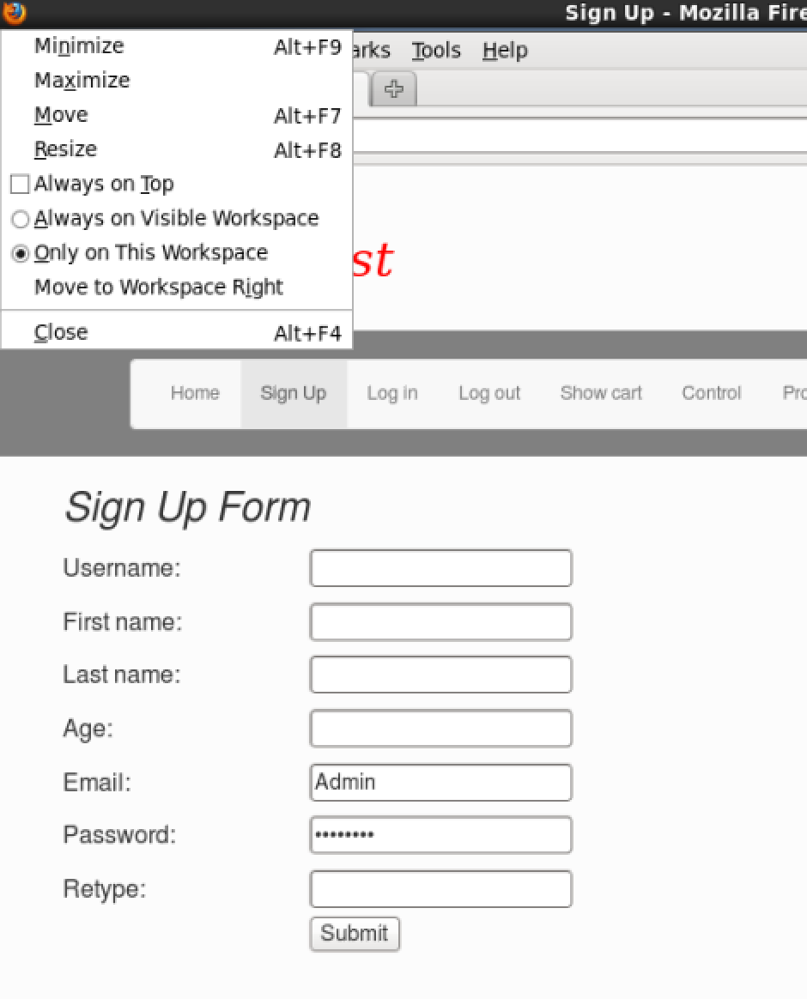 Sign Up - Mozilla Fire
Minimize Alt+F9
Maximize
Move Alt+F7
Resize Alt+F8
Always on Top
Always on Visible Workspace
Only on This Workspace
Move to Workspace Right
Close Alt+F4
arks Tools Help
st
Home Sign Up Log in Log out Show cart Control Pro
Sign Up Form
Username:
First name:
Last name:
Age:
Email: Admin
Password: ••••••••
Retype:
Submit